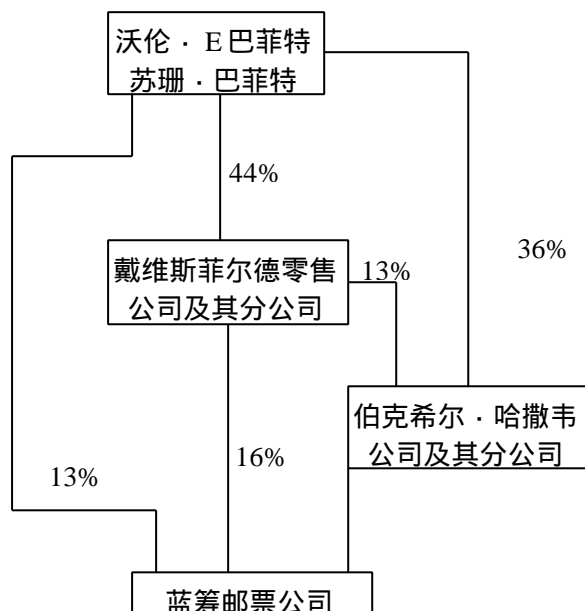 沃伦 · E 巴菲特
苏珊 · 巴菲特
44%
36%
戴维斯菲尔德零售
公司及其分公司
13%
伯克希尔 · 哈撒韦
公司及其分公司
16%
13%
蓝筹邮票公司